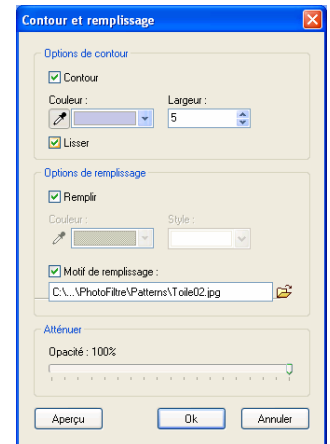 Contour et remplissage
Options de contour
Contour
Couleur : Largeur :
5
Lisser
Options de remplissage
Remplir
Couleur : Style :
Motif de remplissage :
C:\...\PhotoFiltre\Patterns\Toile02.jpg
Atténuer
Opacité : 100%
Aperçu Ok Annuler